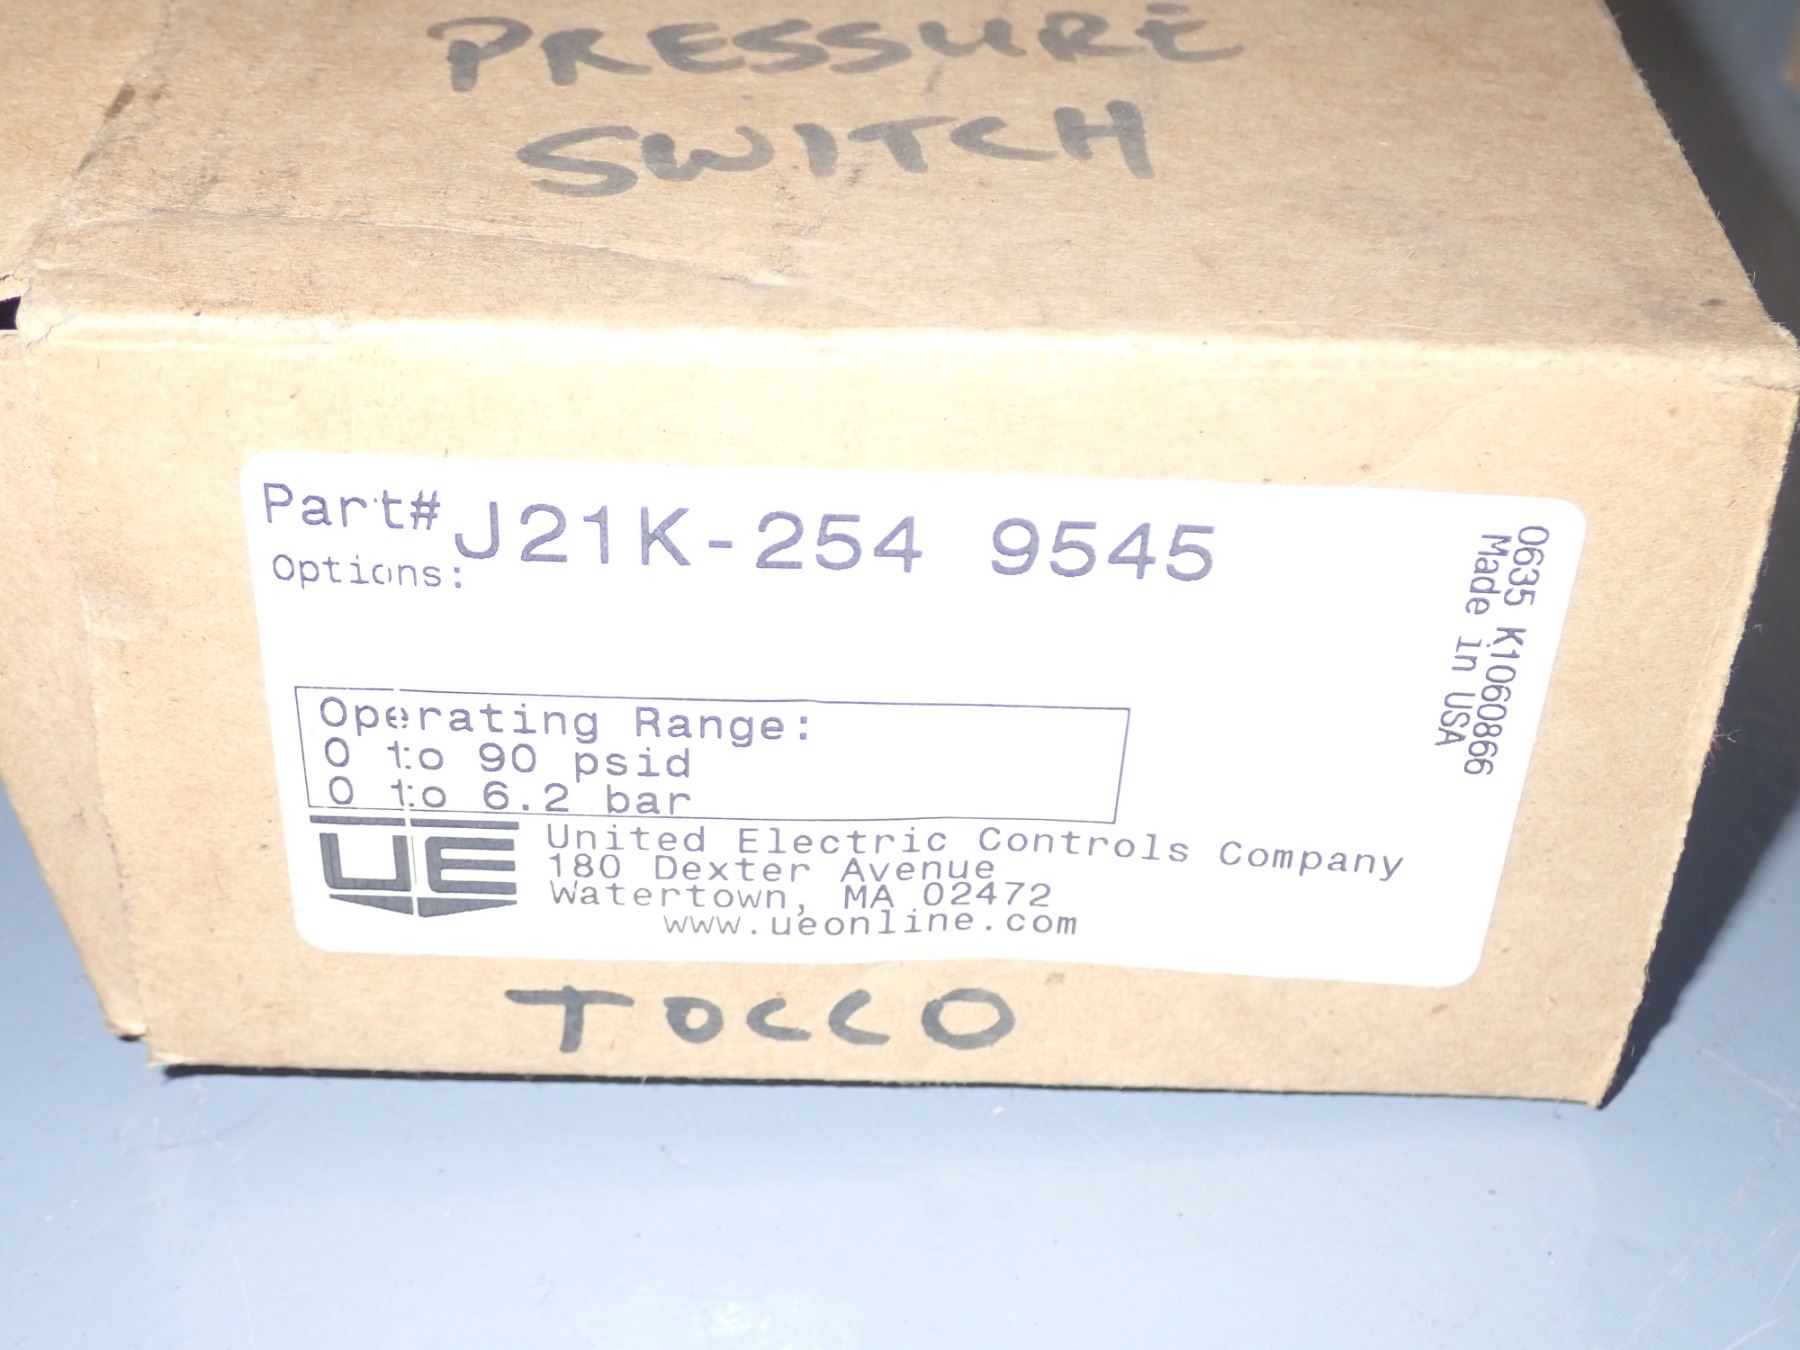 PRESSURE
SWITCH
Part# J21K-254 9545
Options:
0635 K10608866
Made in USA
Operating Range:
0 to 90 psid
0 to 6.2 bar
UE
United Electric Controls Company
180 Dexter Avenue
Watertown, MA 02472
www.ueonline.com
TOCCO